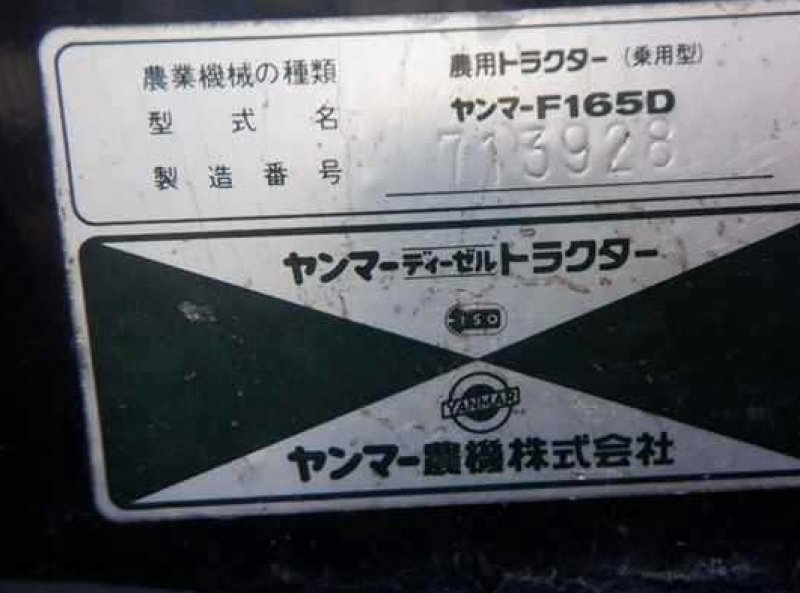 農業機械の種類 農用トラクター (乗用型)
型式名 ヤンマーF165D
製造番号 713928
ヤンマーディーゼルトラクター
ISO
YANMAR
ヤンマー農機株式会社